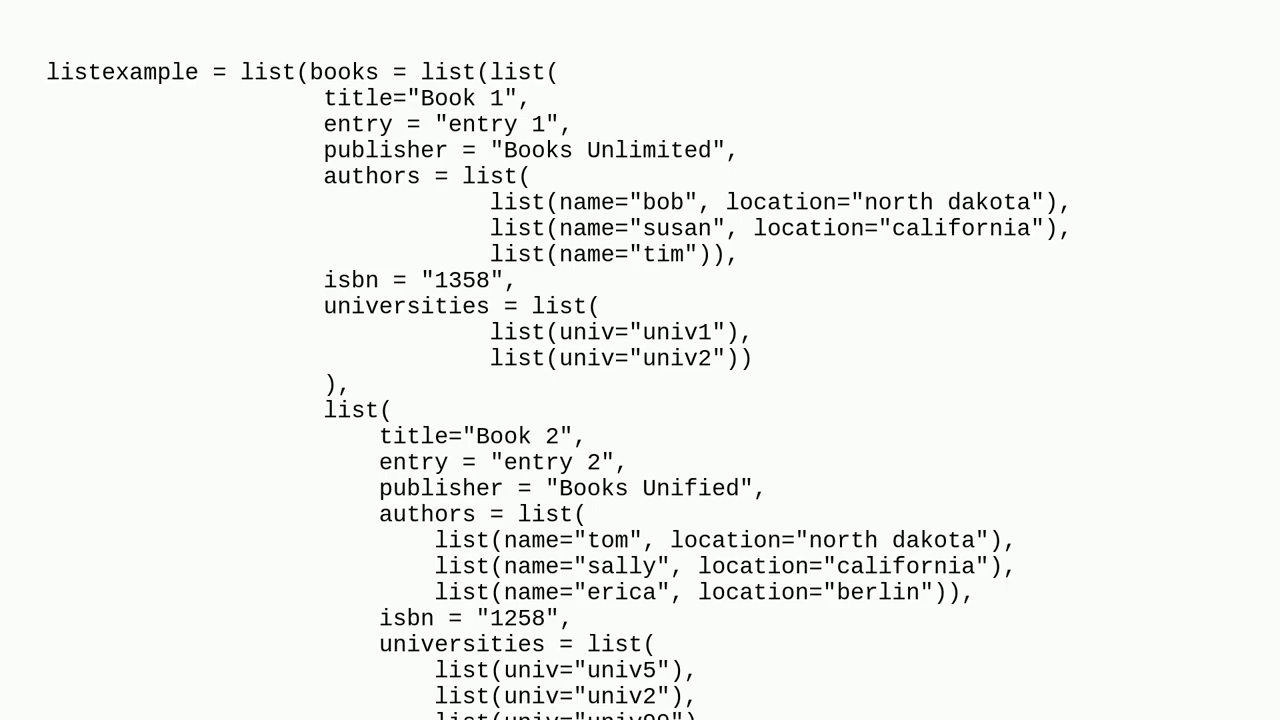 listexample = list(books = list(list(
title="Book 1",
entry = "entry 1",
publisher = "Books Unlimited",
authors = list(
list(name="bob", location="north dakota"),
list(name="susan", location="california"),
list(name="tim")),
isbn = "1358",
universities = list(
list(univ="univ1"),
list(univ="univ2"))
),
list(
title="Book 2",
entry = "entry 2",
publisher = "Books Unified",
authors = list(
list(name="tom", location="north dakota"),
list(name="sally", location="california"),
list(name="erica", location="berlin")),
isbn = "1258",
universities = list(
list(univ="univ5"),
list(univ="univ2"),